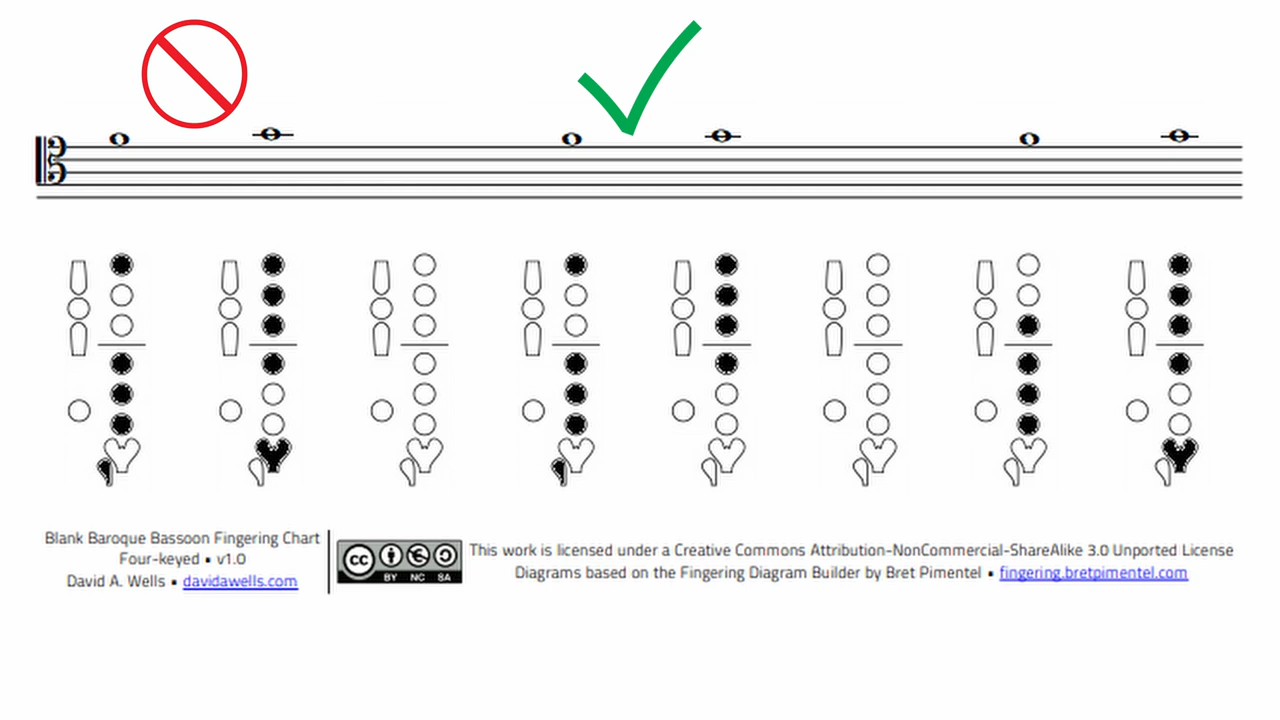 Blank Baroque Bassoon Fingering Chart
Four-keyed ▪ v1.0
David A. Wells ▪ davidawells.com
cc
BY NC SA
This work is licensed under a Creative Commons Attribution-NonCommercial-ShareAlike 3.0 Unported License
Diagrams based on the Fingering Diagram Builder by Bret Pimentel ▪ fingering.bretpimentel.com